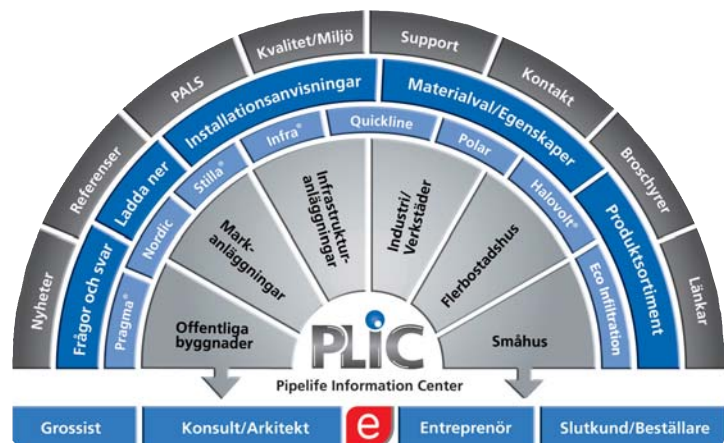 Nyheter
Referenser
PALS
Kvalitet/Miljö
Support
Kontakt
Broschyrer
Länkar
Frågor och svar
Ladda ner
Installationsanvisningar
Materialval/Egenskaper
Produktsortiment
Pragma®
Nordic
Stilla®
Infra®
Quickline
Polar
Halovolt®
Eco Infiltration
Offentliga
byggnader
Mark-
anläggningar
Infrastruktur-
anläggningar
Industri/
Verkstäder
Flerbostadshus
Småhus
PLiC
Pipelife Information Center
Grossist
Konsult/Arkitekt
e
Entreprenör
Slutkund/Beställare